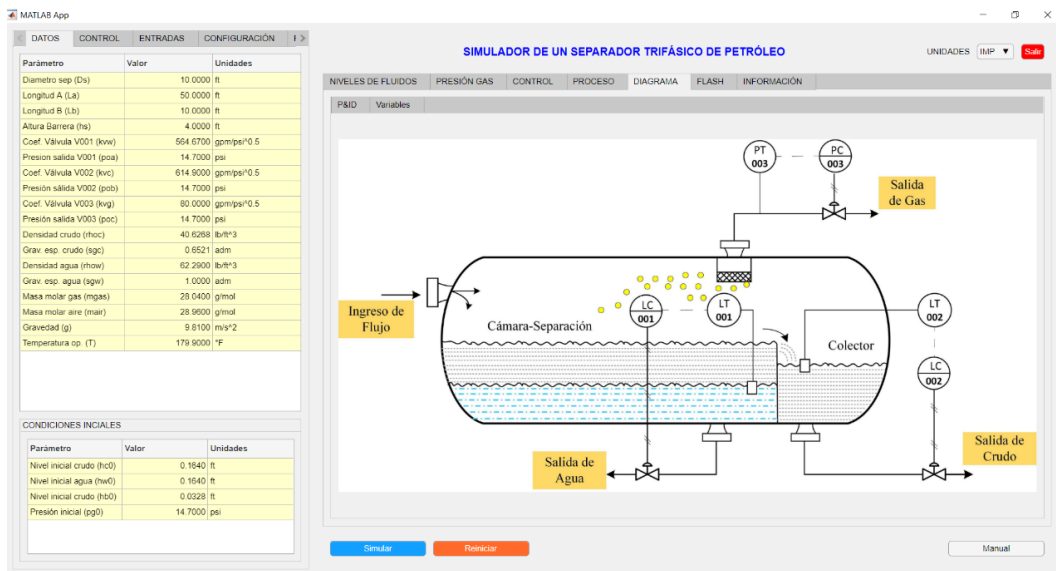 MATLAB App
DATOS CONTROL ENTRADAS CONFIGURACIÓN
SIMULADOR DE UN SEPARADOR TRIFÁSICO DE PETRÓLEO
UNIDADES IMP Salir
Parámetro Valor Unidades
Diametro sep (Ds) 10.0000 ft
Longitud A (La) 50.0000 ft
Longitud B (Lb) 10.0000 ft
Altura Barrera (hs) 4.0000 ft
Coef. Válvula V001 (kvw) 564.6700 gpm/psi^0.5
Presion salida V001 (poa) 14.7000 psi
Coef. Válvula V002 (kvc) 614.9000 gpm/psi^0.5
Presión sálida V002 (pob) 14.7000 psi
Coef. Válvula V003 (kvg) 80.0000 gpm/psi^0.5
Presión salida V003 (poc) 14.7000 psi
Densidad crudo (rhoc) 40.6268 lb/ft^3
Grav. esp. crudo (sgc) 0.6521 adm
Densidad agua (rhow) 62.2900 lb/ft^3
Grav. esp. agua (sgw) 1.0000 adm
Masa molar gas (mgas) 28.0400 g/mol
Masa molar aire (mair) 28.9600 g/mol
Gravedad (g) 9.8100 m/s^2
Temperatura op. (T) 179.9000 °F
CONDICIONES INCIALES
Parámetro Valor Unidades
Nivel inicial crudo (hc0) 0.1640 ft
Nivel inicial agua (hw0) 0.1640 ft
Nivel inicial crudo (hb0) 0.0328 ft
Presión inicial (pg0) 14.7000 psi
NIVELES DE FLUIDOS PRESIÓN GAS CONTROL PROCESO DIAGRAMA FLASH INFORMACIÓN
P&ID Variables
PT
003
PC
003
Salida
de Gas
Ingreso de
Flujo
Cámara-Separación
LC
001
LT
001
LT
002
Colector
LC
002
Salida de
Agua
Salida de
Crudo
Simular Reiniciar Manual